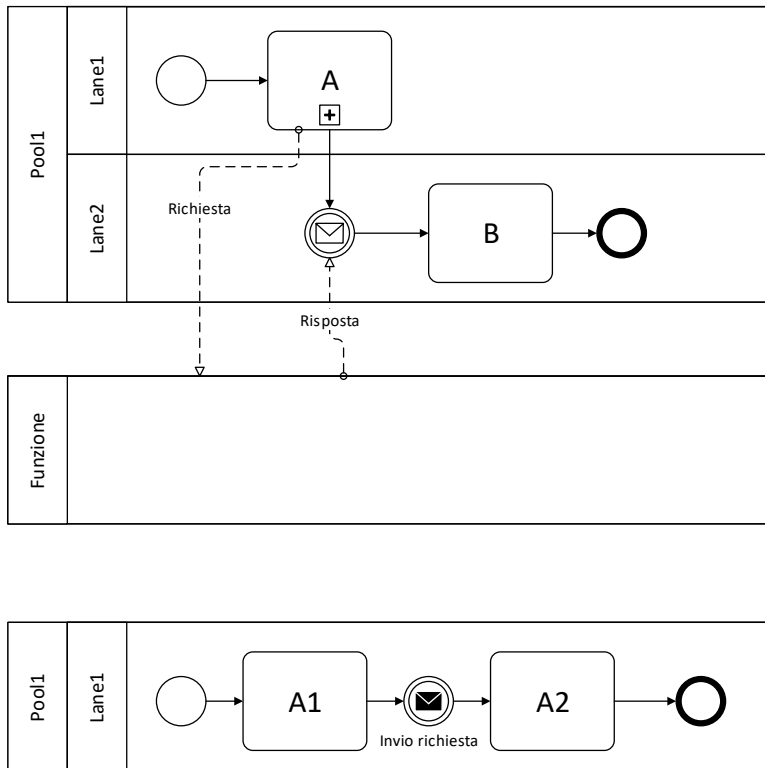 Pool1
Lane1
A
Richiesta
Lane2
B
Risposta
Funzione
Pool1
Lane1
A1
Invio richiesta
A2